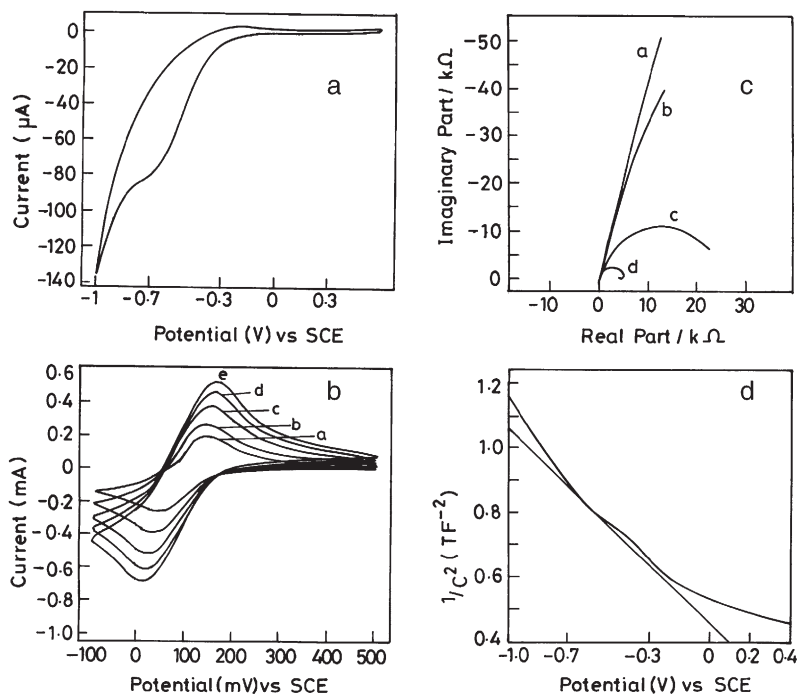 0
-20
-40
-60
-80
-100
-120
-140
Current (μA)
a
-1
-0.7
-0.3
0
0.3
Potential (V) vs SCE
-50
-40
-30
-20
-10
0
Imaginary Part / kΩ
a
b
c
c
d
-10
0
10
20
30
Real Part / kΩ
0.6
0.4
0.2
0
-0.2
-0.4
-0.6
-0.8
-1.0
Current (mA)
e
d
c
b
a
b
-100
0
100
200
300
400
500
Potential (mV) vs SCE
1.2
1.0
0.8
0.6
0.4
1/C² (TF⁻²)
d
-1.0
-0.7
-0.3
0
0.2
0.4
Potential (V) vs SCE